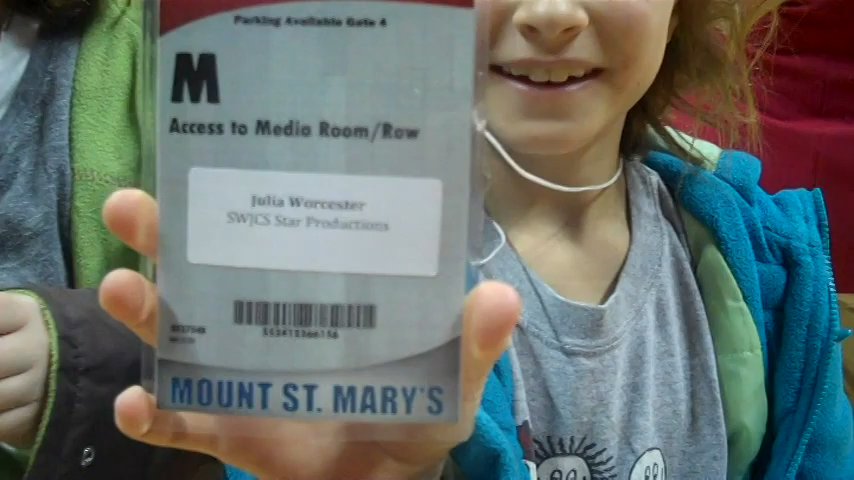 Parking Available Gate 4
M
Access to Media Room/Row
Julia Worcester
SWJCS Star Productions
MOUNT ST. MARY'S